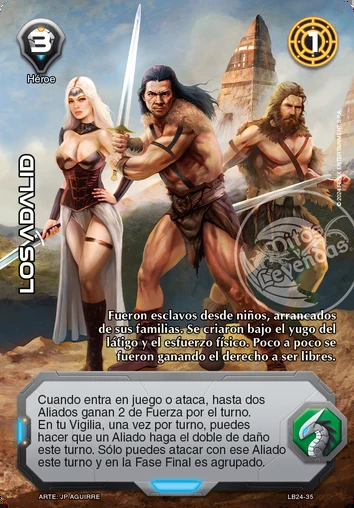 3
Héroe
1
LOSADALID
Mitos y
Leyendas
Fueron esclavos desde niños, arrancados
de sus familias. Se criaron bajo el yugo del
látigo y el esfuerzo físico. Poco a poco se
fueron ganando el derecho a ser libres.
Cuando entra en juego o ataca, hasta dos
Aliados ganan 2 de Fuerza por el turno.
En tu Vigilia, una vez por turno, puedes
hacer que un Aliado haga el doble de daño
este turno. Sólo puedes atacar con ese Aliado
este turno y en la Fase Final es agrupado.
ARTE: JP AGUIRRE
LB24-35